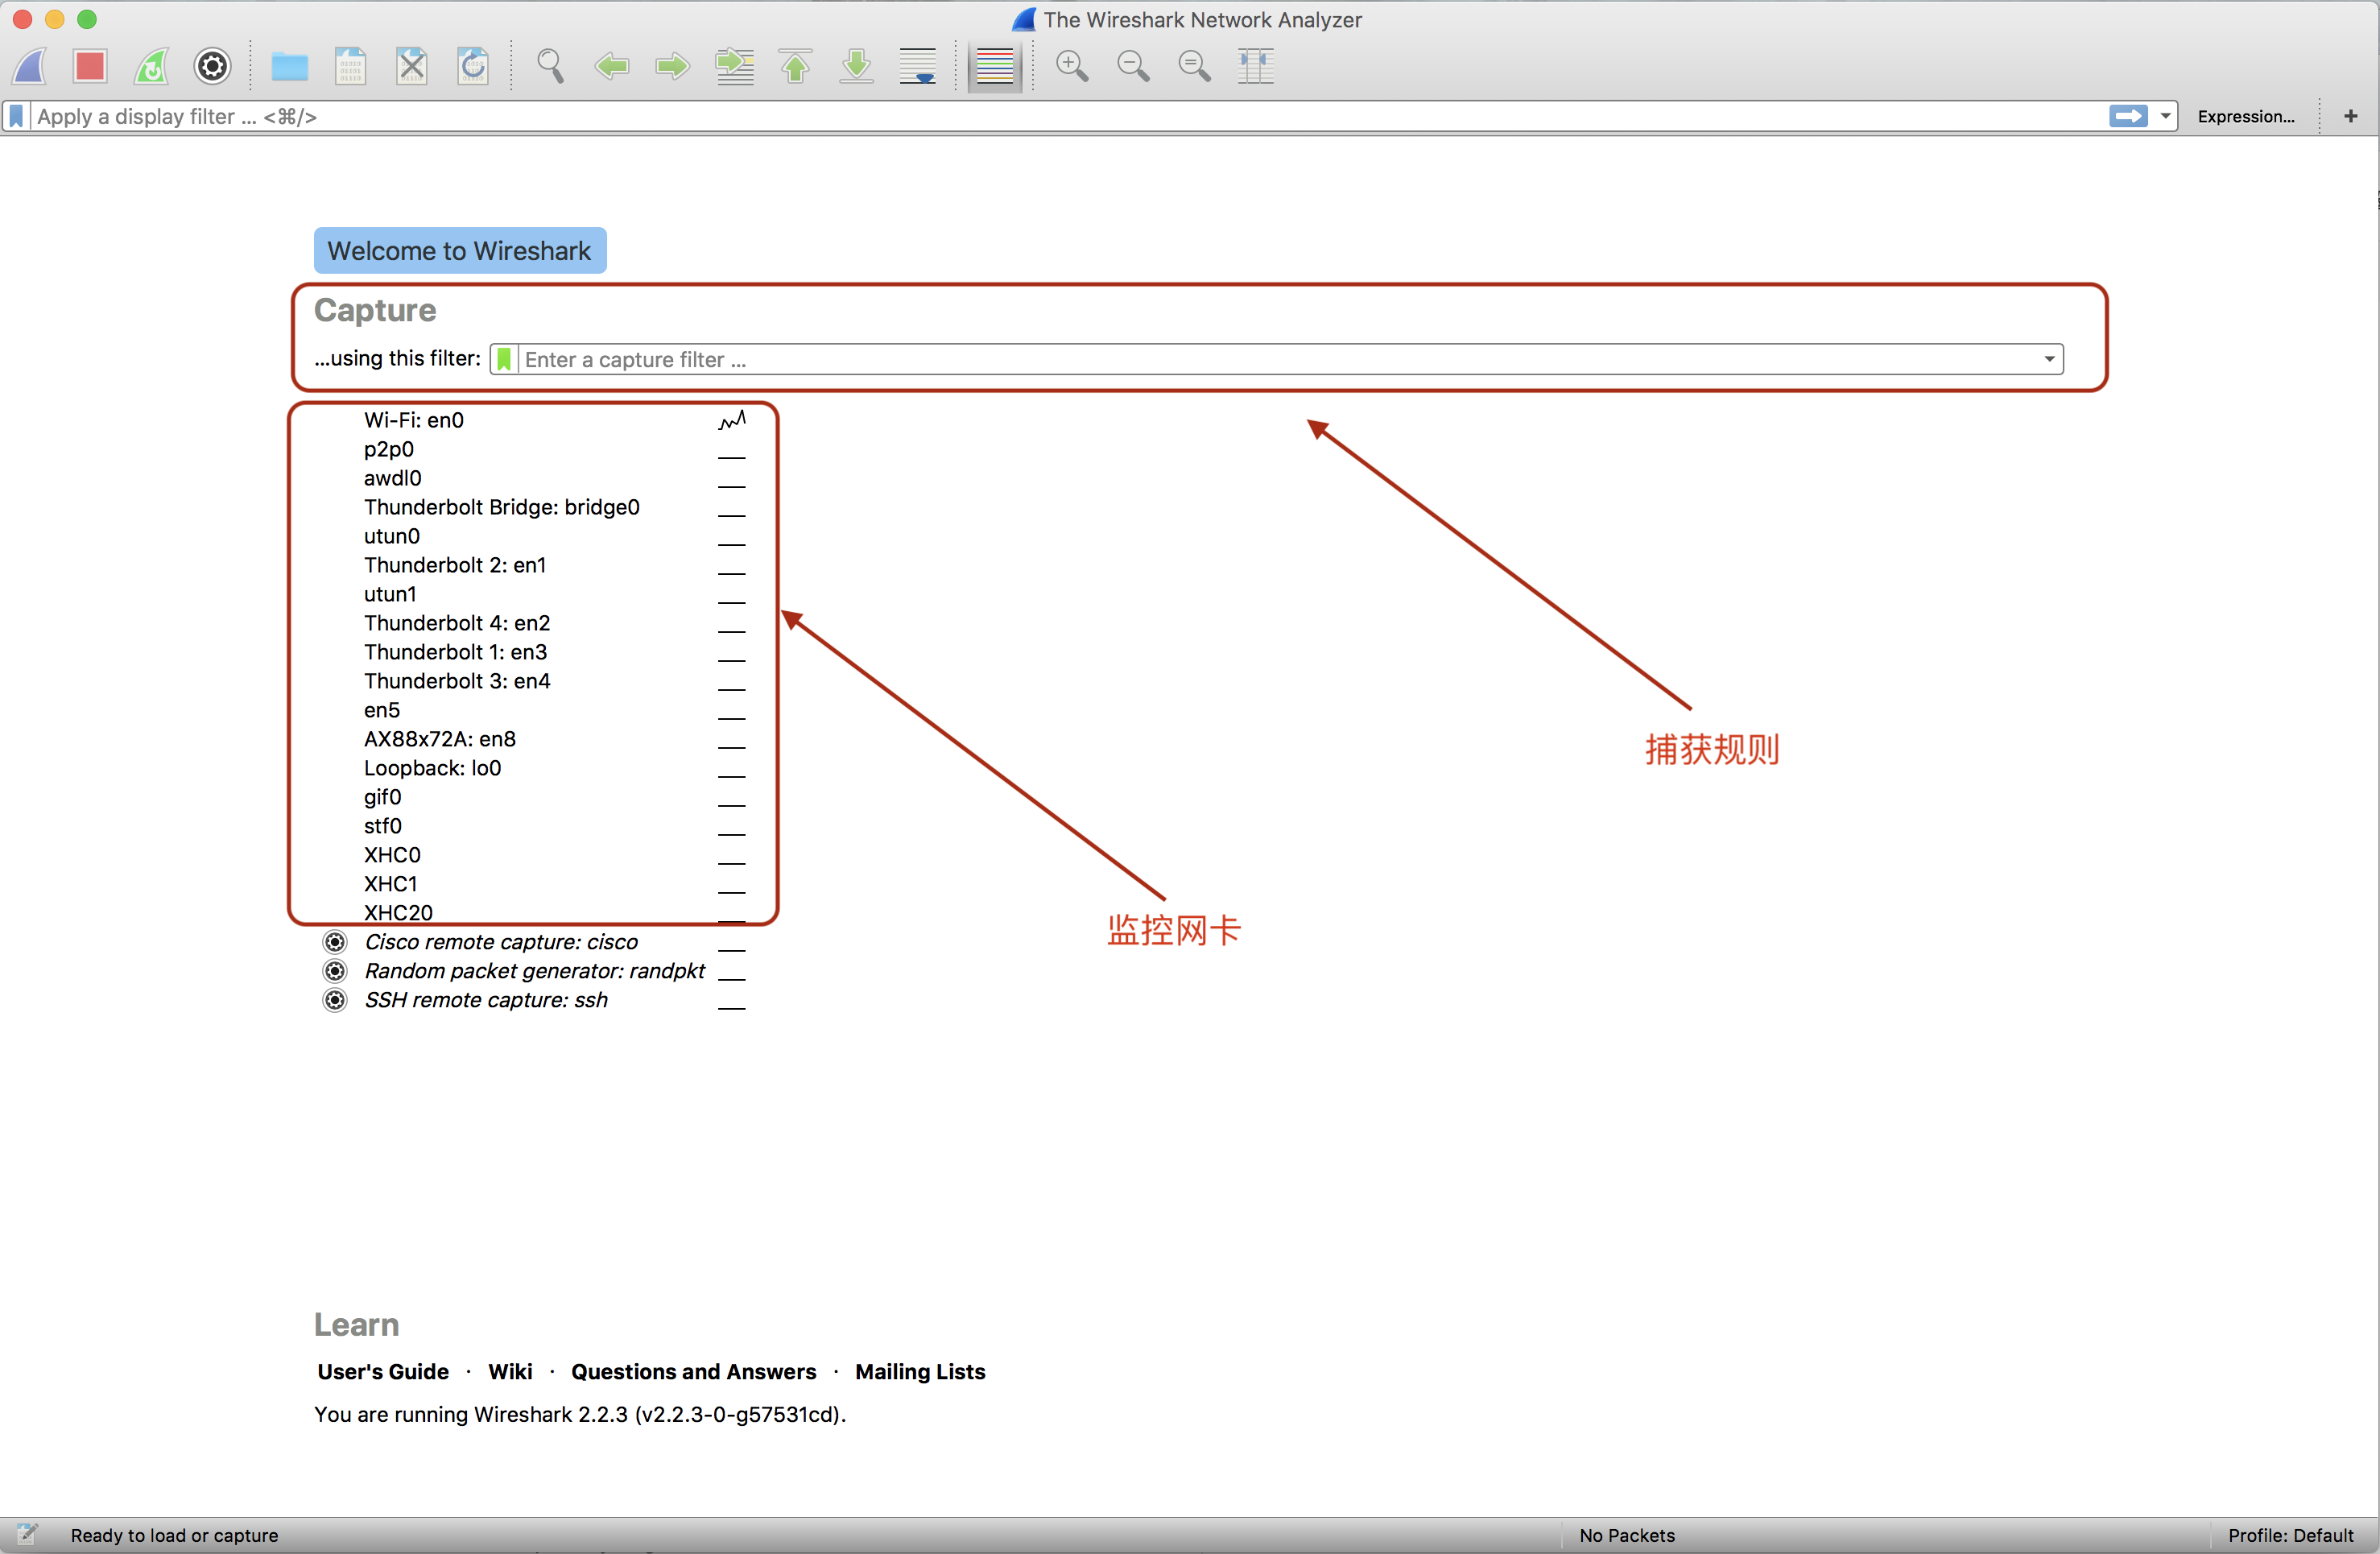 The Wireshark Network Analyzer
Apply a display filter ... <⌘/>
Expression...
+
Welcome to Wireshark
Capture
...using this filter:
Enter a capture filter ...
Wi-Fi: en0
p2p0
awdl0
Thunderbolt Bridge: bridge0
utun0
Thunderbolt 2: en1
utun1
Thunderbolt 4: en2
Thunderbolt 1: en3
Thunderbolt 3: en4
en5
AX88x72A: en8
Loopback: lo0
gif0
stf0
XHC0
XHC1
XHC20
Cisco remote capture: cisco
Random packet generator: randpkt
SSH remote capture: ssh
捕获规则
监控网卡
Learn
User's Guide · Wiki · Questions and Answers · Mailing Lists
You are running Wireshark 2.2.3 (v2.2.3-0-g57531cd).
Ready to load or capture
No Packets
Profile: Default